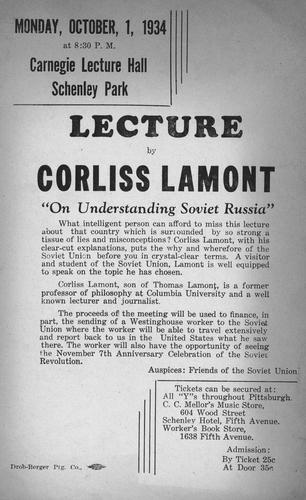 MONDAY, OCTOBER, 1, 1934
at 8:30 P. M.
Carnegie Lecture Hall
Schenley Park
LECTURE
by
CORLISS LAMONT
"On Understanding Soviet Russia"
What intelligent person can afford to miss this lecture
about that country which is surrounded by so strong a
tissue of lies and misconceptions? Corliss Lamont, with his
clear-cut explanations, puts the why and wherefore of the
Soviet Union before you in crystal-clear terms. A visitor
and student of the Soviet Union, Lamont is well equipped
to speak on the topic he has chosen.
Corliss Lamont, son of Thomas Lamont, is a former
professor of philosophy at Columbia University and a well
known lecturer and journalist.
The proceeds of the meeting will be used to finance, in
part, the sending of a Westinghouse worker to the Soviet
Union where the worker will be able to travel extensively
and report back to us in the United States what he saw
there. The worker will also have the opportunity of seeing
the November 7th Anniversary Celebration of the Soviet
Revolution.
Auspices: Friends of the Soviet Union
Tickets can be secured at:
All "Y"s throughout Pittsburgh.
C. C. Mellor's Music Store,
604 Wood Street
Schenley Hotel, Fifth Avenue.
Worker's Book Store,
1638 Fifth Avenue.
Admission:
By Ticket 25c
At Door 35c
Drob-Berger Ptg. Co.,